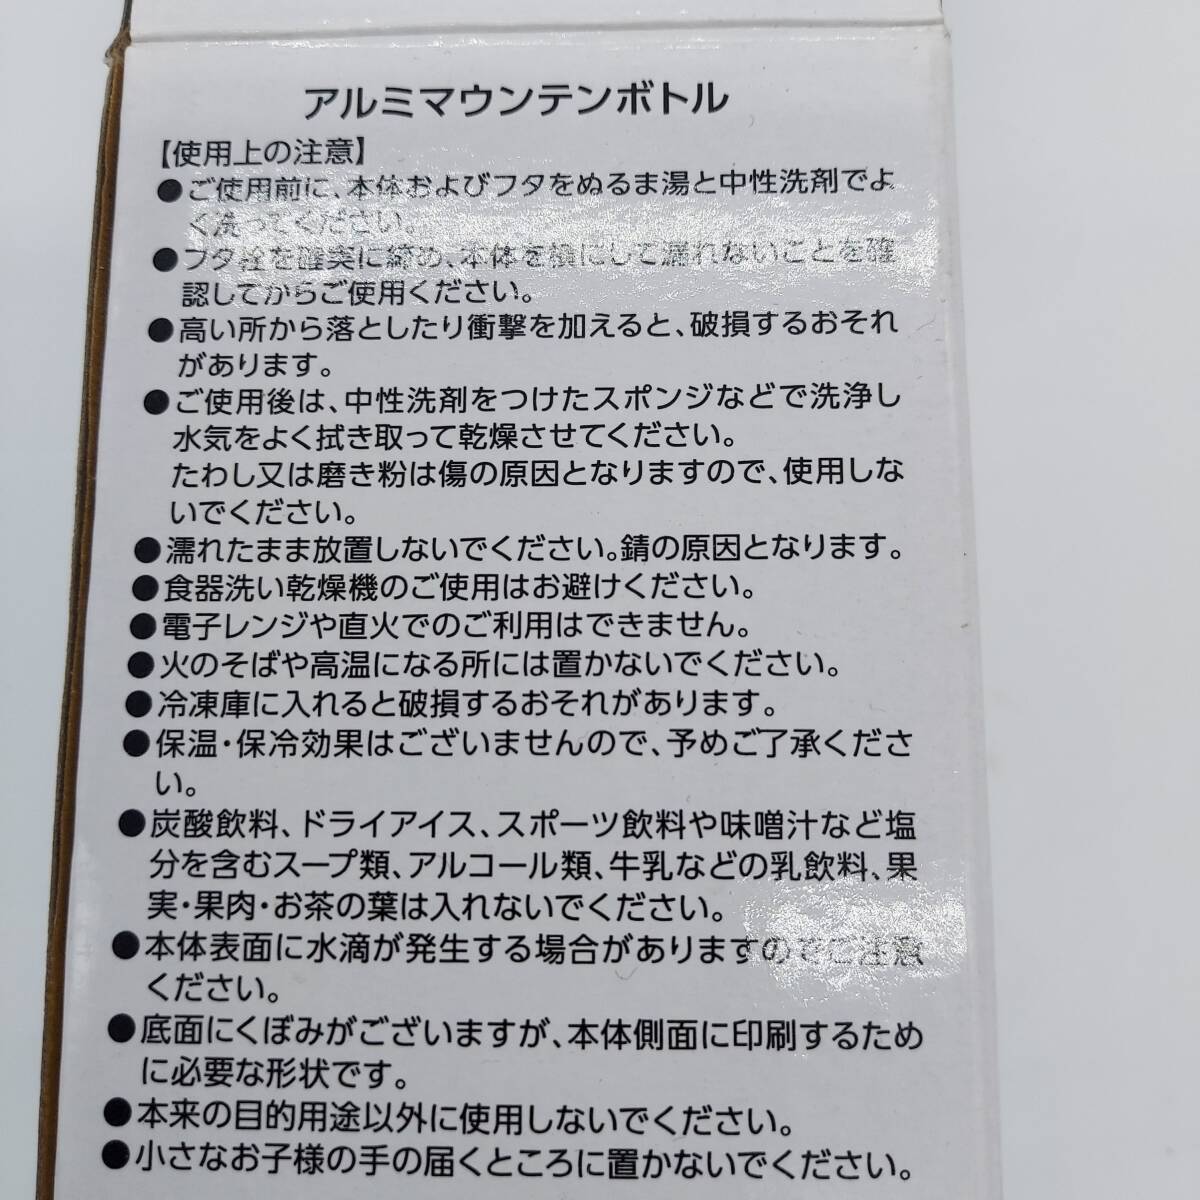 アルミマウンテンボトル
【使用上の注意】
●ご使用前に、本体およびフタをぬるま湯と中性洗剤でよ
く洗ってください。
●フタ栓を確実に締め、本体を横にして漏れないことを確
認してからご使用ください。
●高い所から落としたり衝撃を加えると、破損するおそれ
があります。
●ご使用後は、中性洗剤をつけたスポンジなどで洗浄し
水気をよく拭き取って乾燥させてください。
たわし又は磨き粉は傷の原因となりますので、使用しな
いでください。
●濡れたまま放置しないでください。錆の原因となります。
●食器洗い乾燥機のご使用はお避けください。
●電子レンジや直火でのご利用はできません。
●火のそばや高温になる所には置かないでください。
●冷凍庫に入れると破損するおそれがあります。
●保温・保冷効果はございませんので、予めご了承くださ
い。
●炭酸飲料、ドライアイス、スポーツ飲料や味噌汁など塩
分を含むスープ類、アルコール類、牛乳などの乳飲料、果
実・果肉・お茶の葉は入れないでください。
●本体表面に水滴が発生する場合がありますのでご注意
ください。
●底面にくぼみがございますが、本体側面に印刷するため
に必要な形状です。
●本来の目的用途以外に使用しないでください。
●小さなお子様の手の届くところに置かないでください。